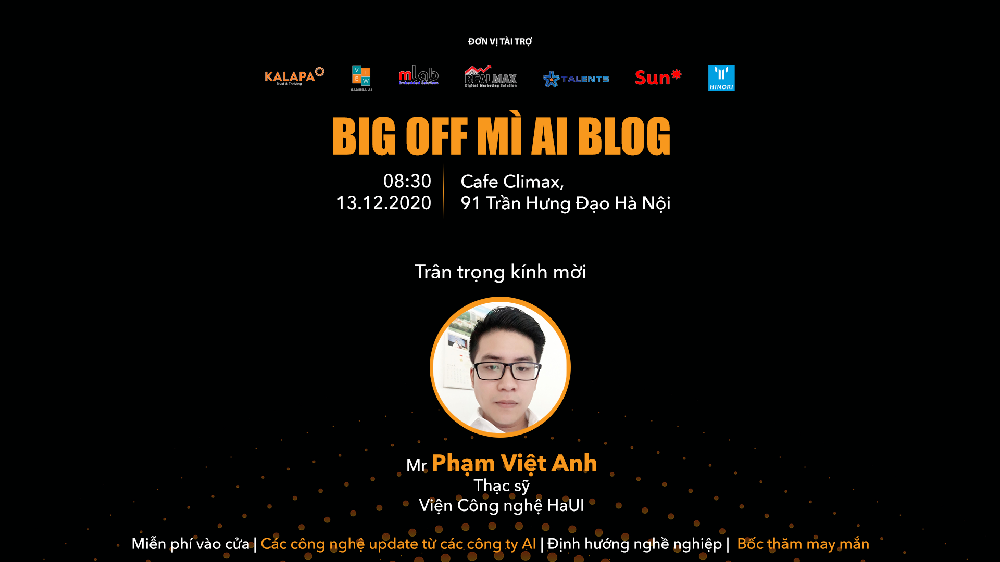 ĐƠN VỊ TÀI TRỢ
KALAPA
Trust & Thriving
VIEW
CAMERA AI
mlab
Embedded Solutions
REALMAX
Digital Marketing Solution
TALENT5
Sun*
HINORI
BIG OFF MÌ AI BLOG
08:30
13.12.2020
Cafe Climax,
91 Trần Hưng Đạo Hà Nội
Trân trọng kính mời
Mr Phạm Việt Anh
Thạc sỹ
Viện Công nghệ HaUI
Miễn phí vào cửa | Các công nghệ update từ các công ty AI | Định hướng nghề nghiệp | Bốc thăm may mắn